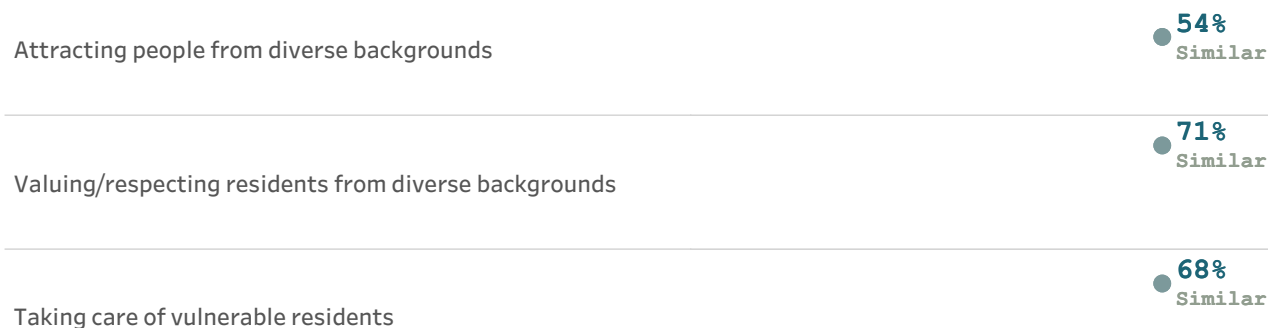 54%
Attracting people from diverse backgrounds
Similar
71%
Similar
Valuing/respecting residents from diverse backgrounds
68%
Similar
Taking care of vulnerable residents